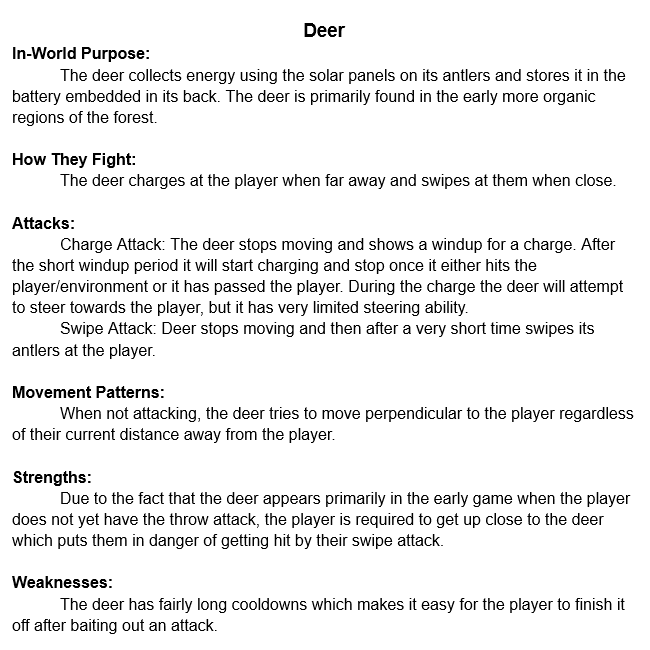 Deer
In-World Purpose:
The deer collects energy using the solar panels on its antlers and stores it in the
battery embedded in its back. The deer is primarily found in the early more organic
regions of the forest.
How They Fight:
The deer charges at the player when far away and swipes at them when close.
Attacks:
Charge Attack: The deer stops moving and shows a windup for a charge. After
the short windup period it will start charging and stop once it either hits the
player/environment or it has passed the player. During the charge the deer will attempt
to steer towards the player, but it has very limited steering ability.
Swipe Attack: Deer stops moving and then after a very short time swipes its
antlers at the player.
Movement Patterns:
When not attacking, the deer tries to move perpendicular to the player regardless
of their current distance away from the player.
Strengths:
Due to the fact that the deer appears primarily in the early game when the player
does not yet have the throw attack, the player is required to get up close to the deer
which puts them in danger of getting hit by their swipe attack.
Weaknesses:
The deer has fairly long cooldowns which makes it easy for the player to finish it
off after baiting out an attack.